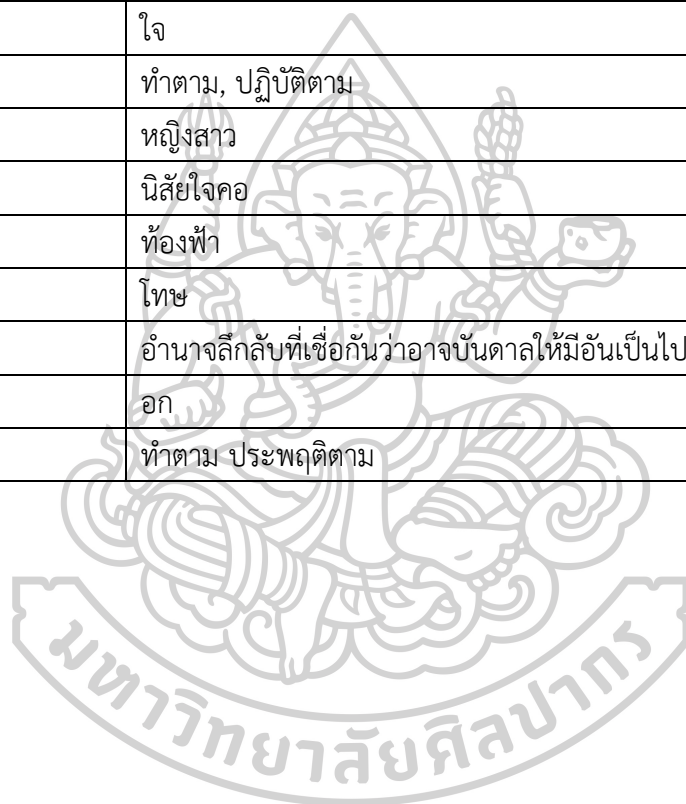 ใจ
ทำตาม, ปฏิบัติตาม
หญิงสาว
นิสัยใจคอ
ท้องฟ้า
โทษ
อำนาจลึกลับที่เชื่อกันว่าอาจบันดาลให้มีอันเป็นไป
อก
ทำตาม ประพฤติตาม
มหาวิทยาลัยศิลปากร